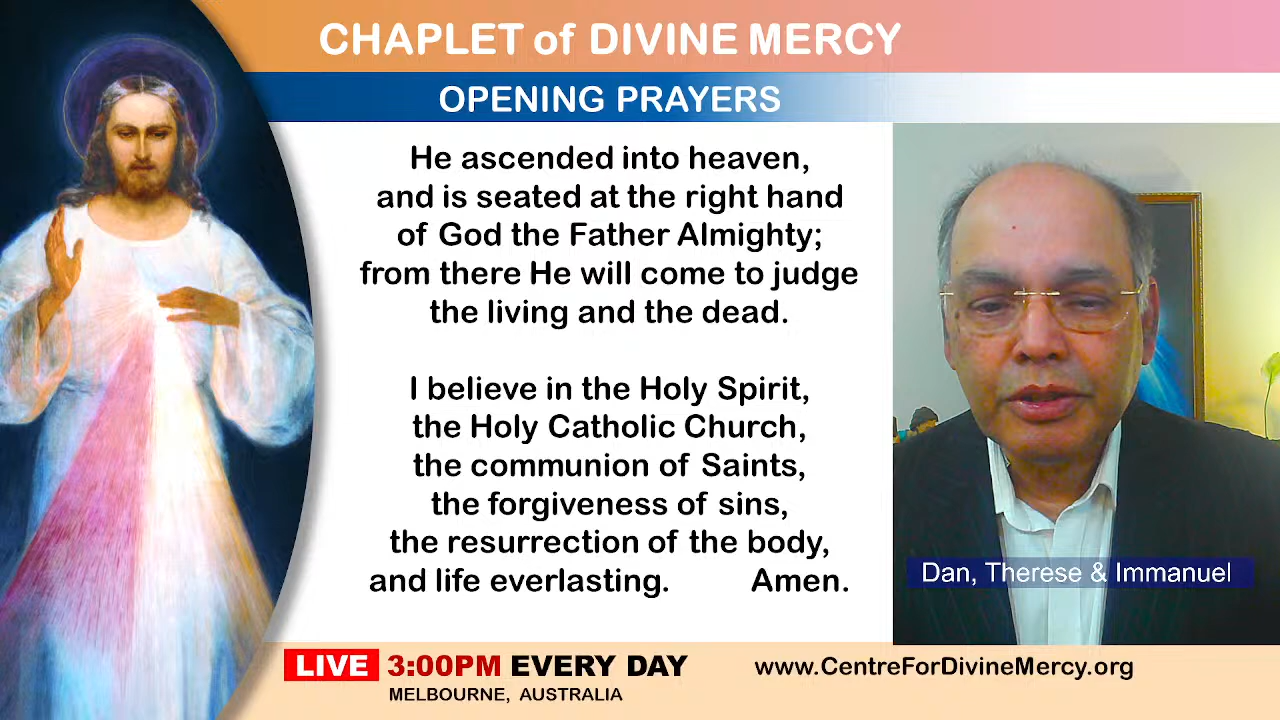 CHAPLET of DIVINE MERCY
OPENING PRAYERS
He ascended into heaven,
and is seated at the right hand
of God the Father Almighty;
from there He will come to judge
the living and the dead.
I believe in the Holy Spirit,
the Holy Catholic Church,
the communion of Saints,
the forgiveness of sins,
the resurrection of the body,
and life everlasting. Amen.
Dan, Therese & Immanuel
LIVE 3:00PM EVERY DAY
MELBOURNE, AUSTRALIA
www.CentreForDivineMercy.org